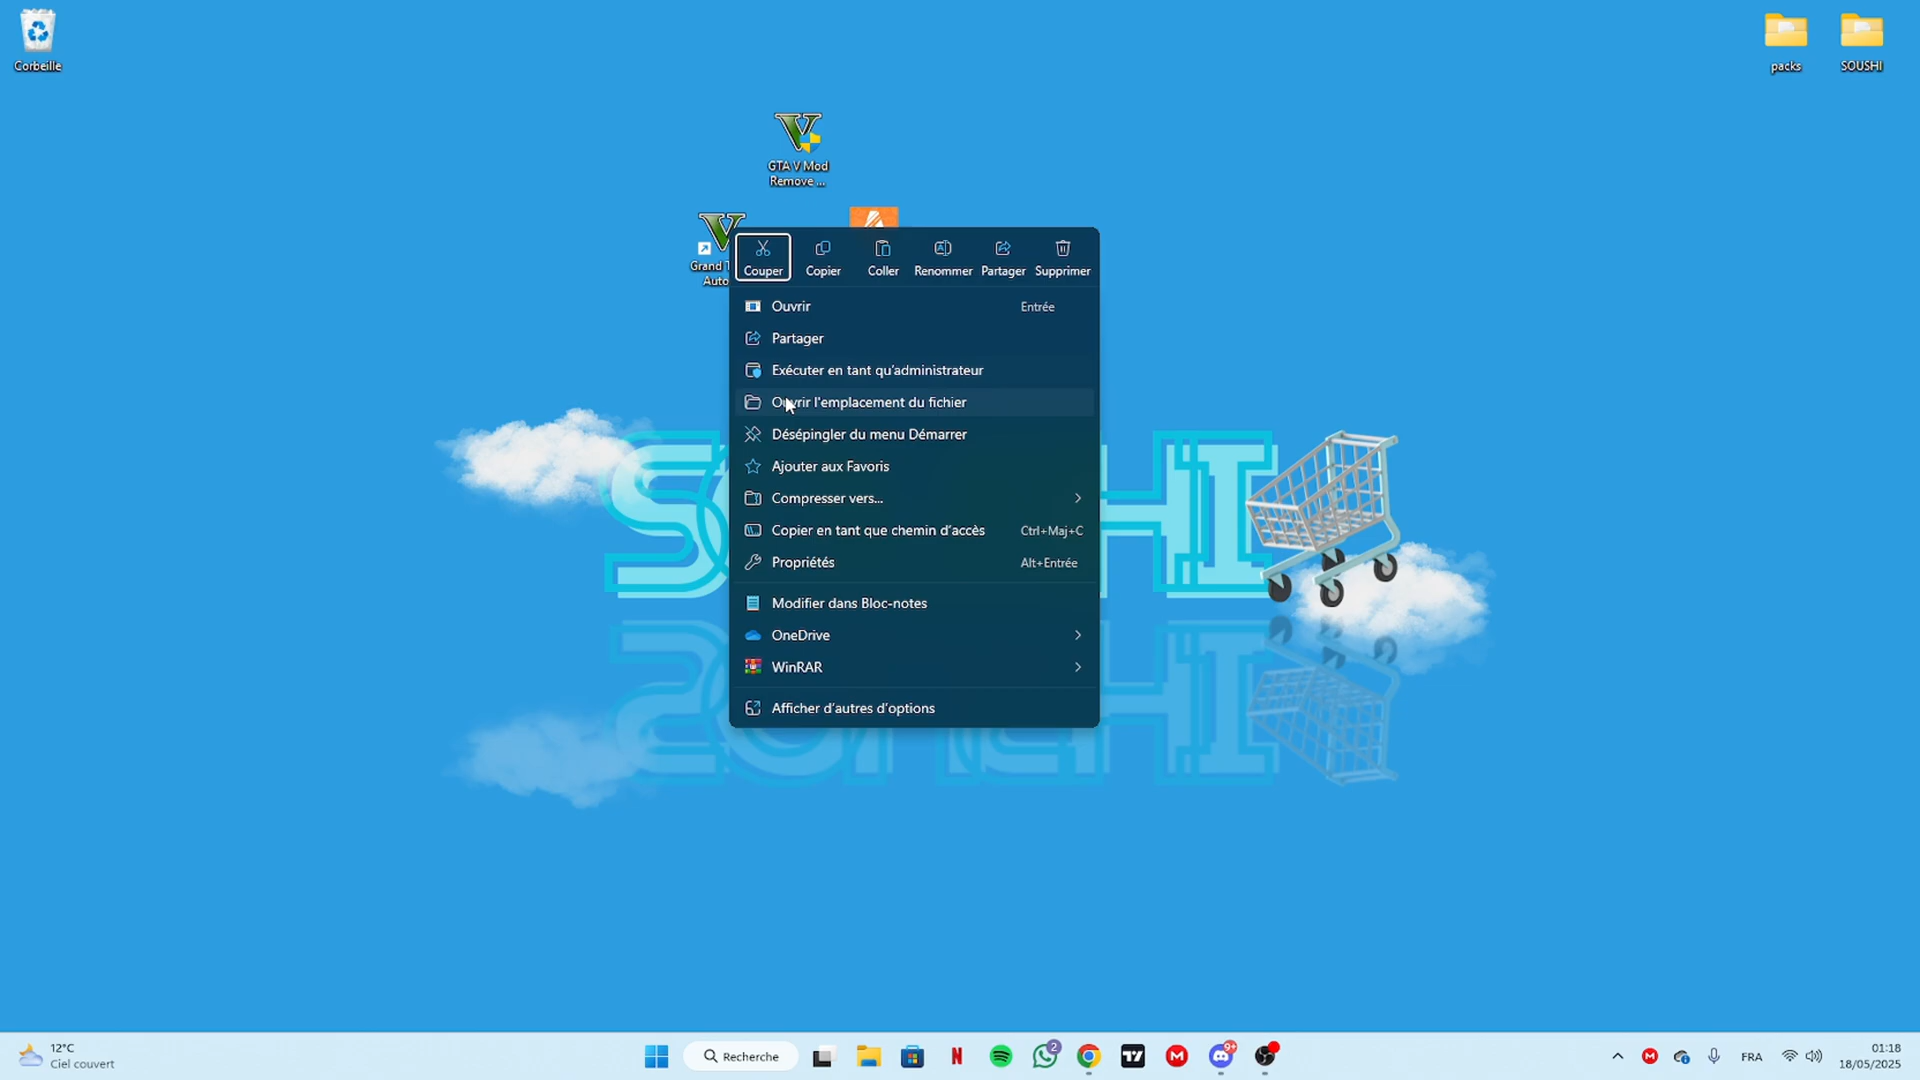 Corbeille
packs
SOUSHI
GTA V Mod
Remove ...
Grand T
Auto
Couper
Copier
Coller
Renommer
Partager
Supprimer
Ouvrir Entrée
Partager
Exécuter en tant qu'administrateur
Ouvrir l'emplacement du fichier
Désépingler du menu Démarrer
Ajouter aux Favoris
Compresser vers...
Copier en tant que chemin d'accès Ctrl+Maj+C
Propriétés Alt+Entrée
Modifier dans Bloc-notes
OneDrive
WinRAR
Afficher d'autres d'options
12°C
Ciel couvert
Recherche
2
9+
FRA
01:18
18/05/2025